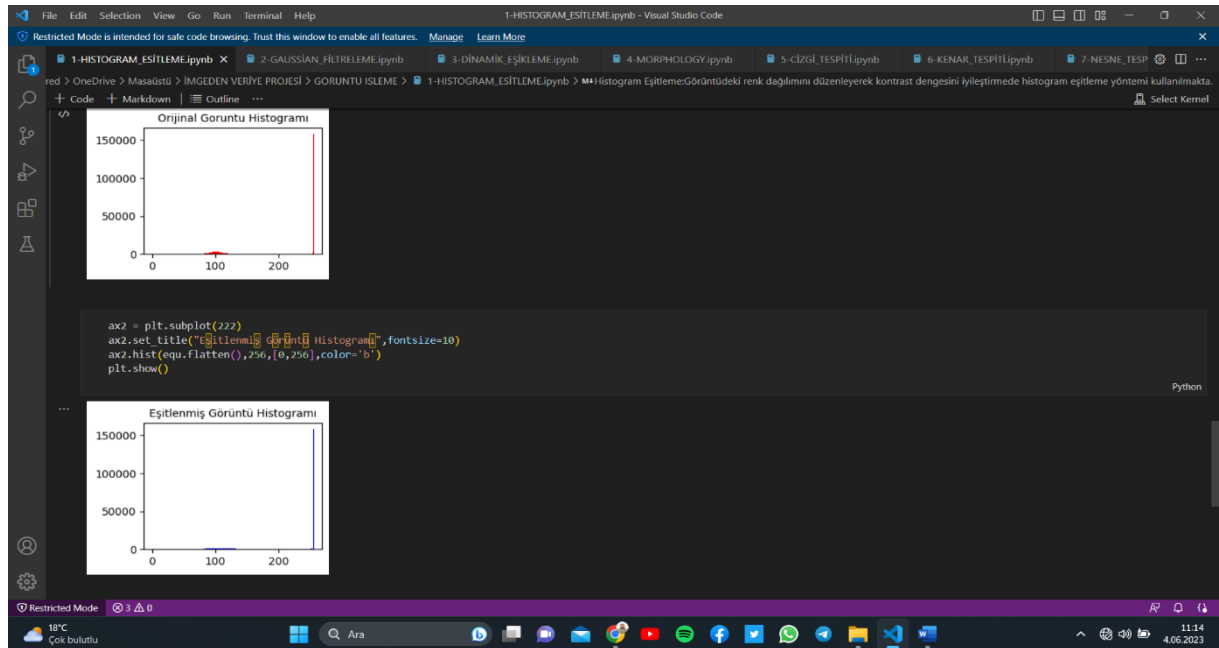 File Edit Selection View Go Run Terminal Help
1-HISTOGRAM_ESİTLEME.ipynb - Visual Studio Code
Restricted Mode is intended for safe code browsing. Trust this window to enable all features. Manage Learn More
1-HISTOGRAM_ESİTLEME.ipynb 2-GAUSSİAN_FİLTRELEME.ipynb 3-DİNAMİK_EŞİKLEME.ipynb 4-MORPHOLOGY.ipynb 5-CİZGİ_TESPİTİ.ipynb 6-KENAR_TESPİTİ.ipynb 7-NESNE_TESP
red > OneDrive > Masaüstü > İMGEDEN VERİYE PROJESİ > GORUNTU ISLEME > 1-HISTOGRAM_ESİTLEME.ipynb > M↓Histogram Eşitleme:Görüntüdeki renk dağılımını düzenleyerek kontrast dengesini iyileştirmede histogram eşitleme yöntemi kullanılmakta.
+ Code + Markdown | Outline ...
Select Kernel
Orijinal Goruntu Histogramı
150000
100000
50000
0
0 100 200
ax2 = plt.subplot(222)
ax2.set_title("Eşitlenmiş Görüntü Histogramı",fontsize=10)
ax2.hist(equ.flatten(),256,[0,256],color='b')
plt.show()
Python
...
Eşitlenmiş Görüntü Histogramı
150000
100000
50000
0
0 100 200
Restricted Mode 3 0
18°C
Çok bulutlu
Ara
11:14
4.06.2023